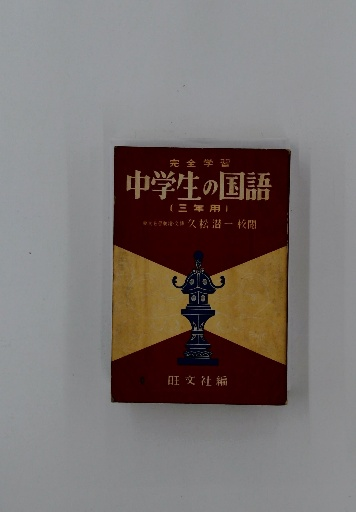 完全学習
中学生の国語
(三年用)
久松潜一校閲
旺文社編